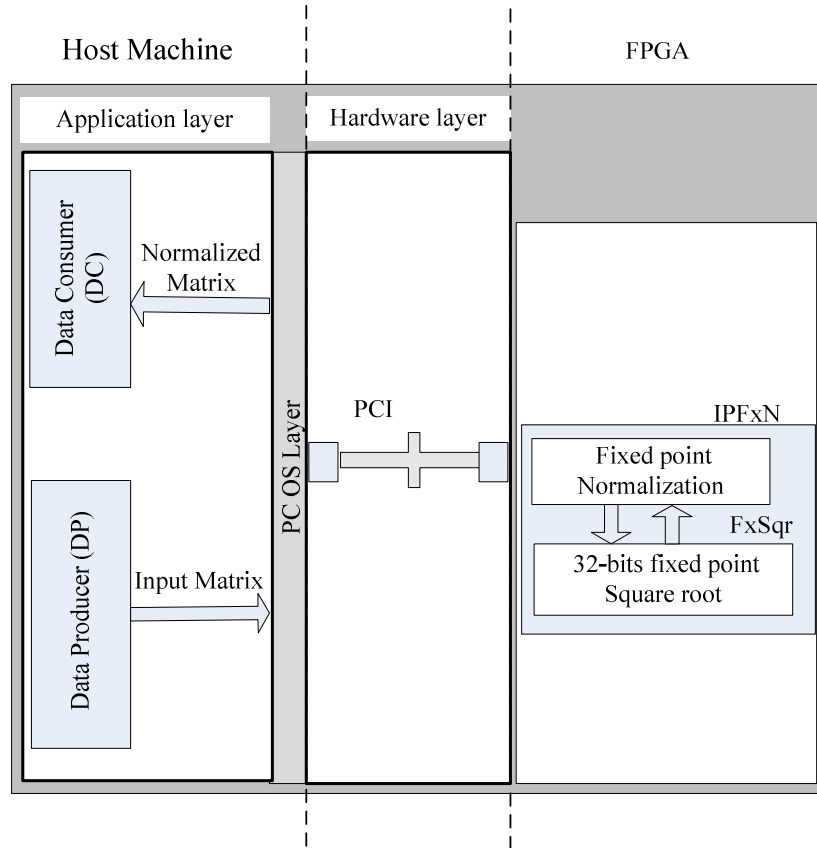 Host Machine
FPGA
Application layer
Hardware layer
Data Consumer
(DC)
Normalized
Matrix
PC OS Layer
PCI
IPFxN
Fixed point
Normalization
FxSqr
32-bits fixed point
Square root
Data Producer (DP)
Input Matrix